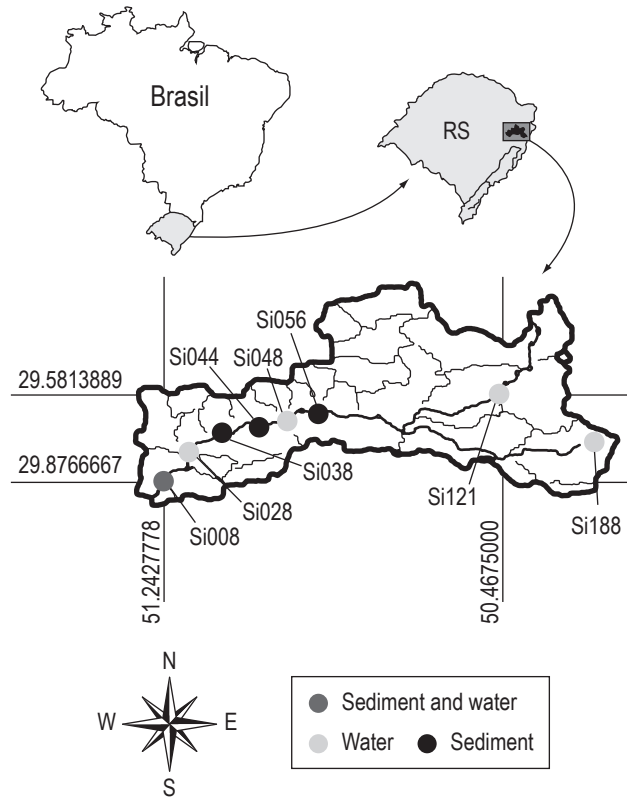 Brasil
RS
Si056
Si044
Si048
29.5813889
29.8766667
Si038
Si028
Si008
Si121
Si188
51.2427778
50.4675000
N
W
E
S
Sediment and water
Water
Sediment